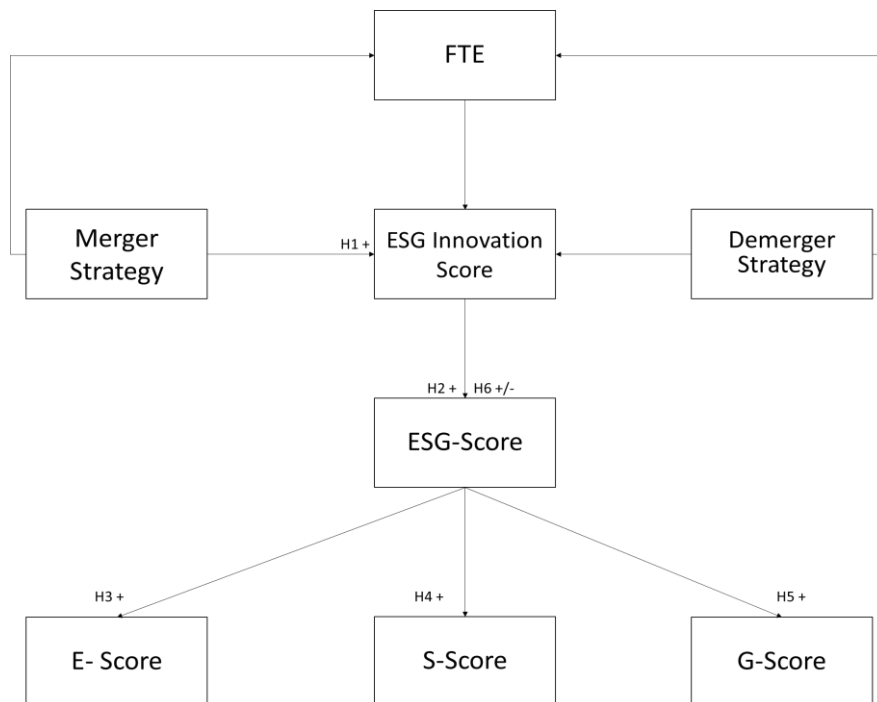 FTE
Merger
Strategy
H1 +
ESG Innovation
Score
Demerger
Strategy
H2 +
H6 +/-
ESG-Score
H3 +
H4 +
H5 +
E- Score
S-Score
G-Score